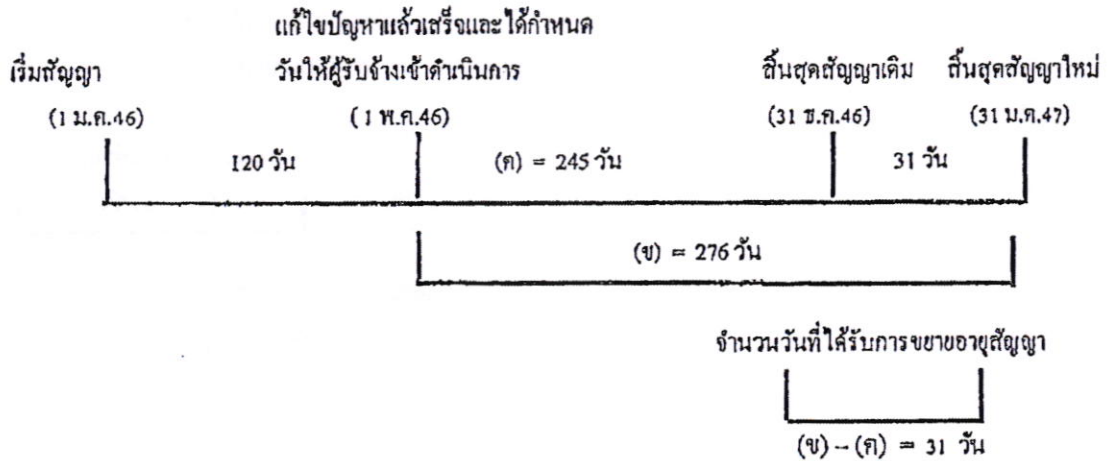 แก้ไขปัญหาแล้วเสร็จและได้กำหนด
เริ่มสัญญา วันให้ผู้รับจ้างเข้าดำเนินการ สิ้นสุดสัญญาเดิม สิ้นสุดสัญญาใหม่
(1 ม.ค.46) (1 พ.ค.46) (31 ธ.ค.46) (31 ม.ค.47)
120 วัน (ค) = 245 วัน 31 วัน
(ข) = 276 วัน
จำนวนวันที่ได้รับการขยายอายุสัญญา
(ข) – (ค) = 31 วัน